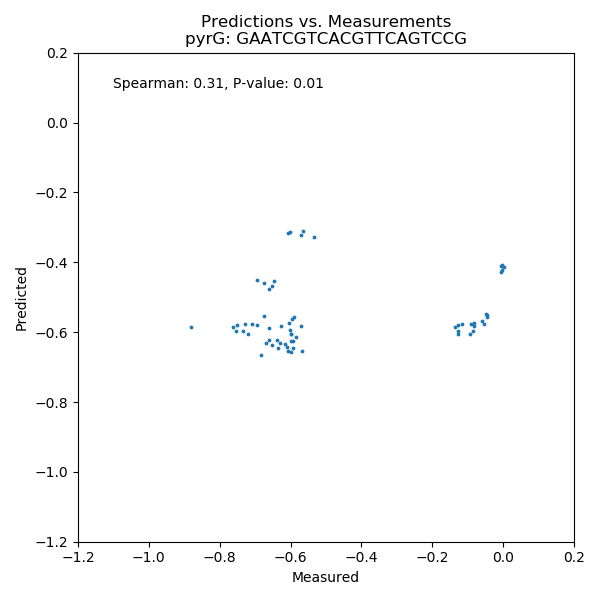 Predictions vs. Measurements
pyrG: GAATCGTCACGTTCAGTCCG
Spearman: 0.31, P-value: 0.01
0.2
0.0
−0.2
−0.4
−0.6
−0.8
−1.0
−1.2
Predicted
−1.2 −1.0 −0.8 −0.6 −0.4 −0.2 0.0 0.2
Measured